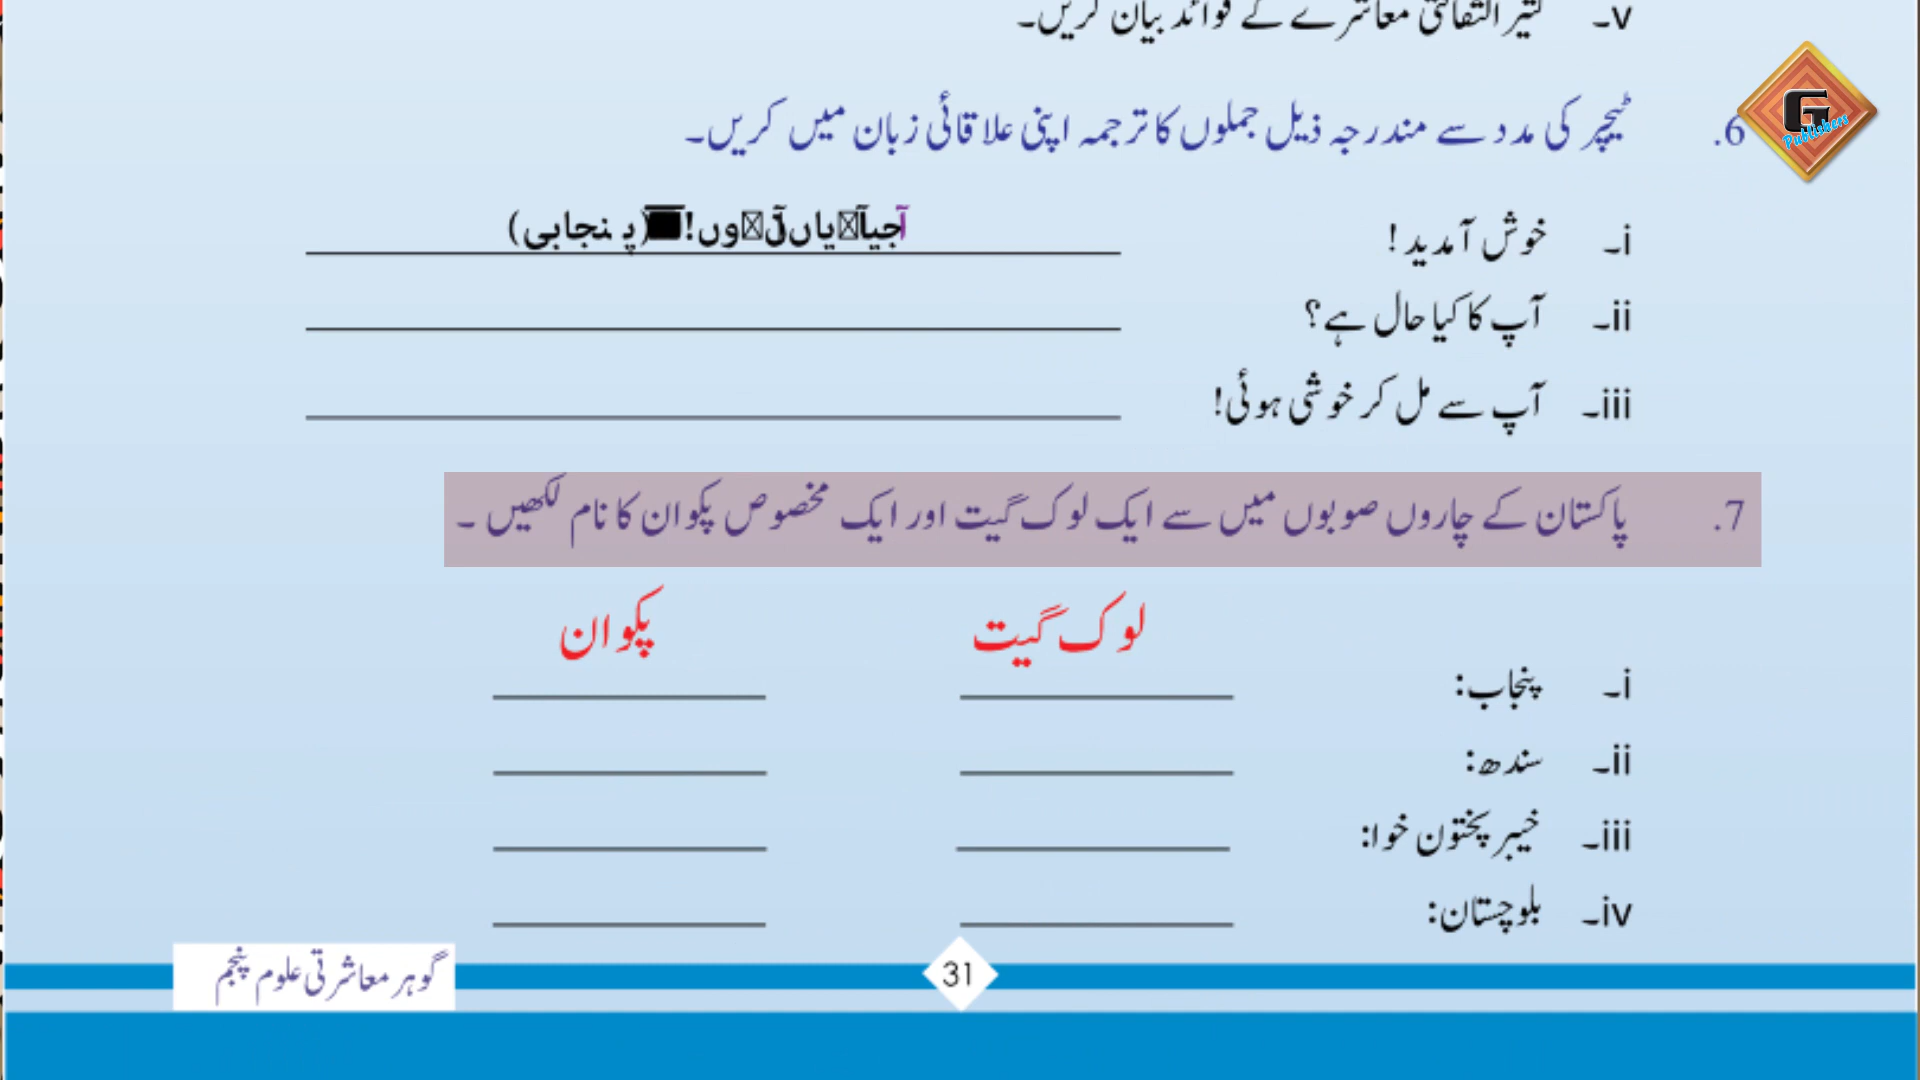 v۔ کثیر الثقافتی معاشرے کے فوائد بیان کریں۔
G Publishers
6. ٹیچر کی مدد سے مندرجہ ذیل جملوں کا ترجمہ اپنی علاقائی زبان میں کریں۔
i۔ خوش آمدید! (پنجابی)
ii۔ آپ کا کیا حال ہے؟
iii۔ آپ سے مل کر خوشی ہوئی!
7. پاکستان کے چاروں صوبوں میں سے ایک لوک گیت اور ایک مخصوص پکوان کا نام لکھیں۔
لوک گیت پکوان
i۔ پنجاب:
ii۔ سندھ:
iii۔ خیبر پختون خوا:
iv۔ بلوچستان:
31
گوہر معاشرتی علوم پنجم